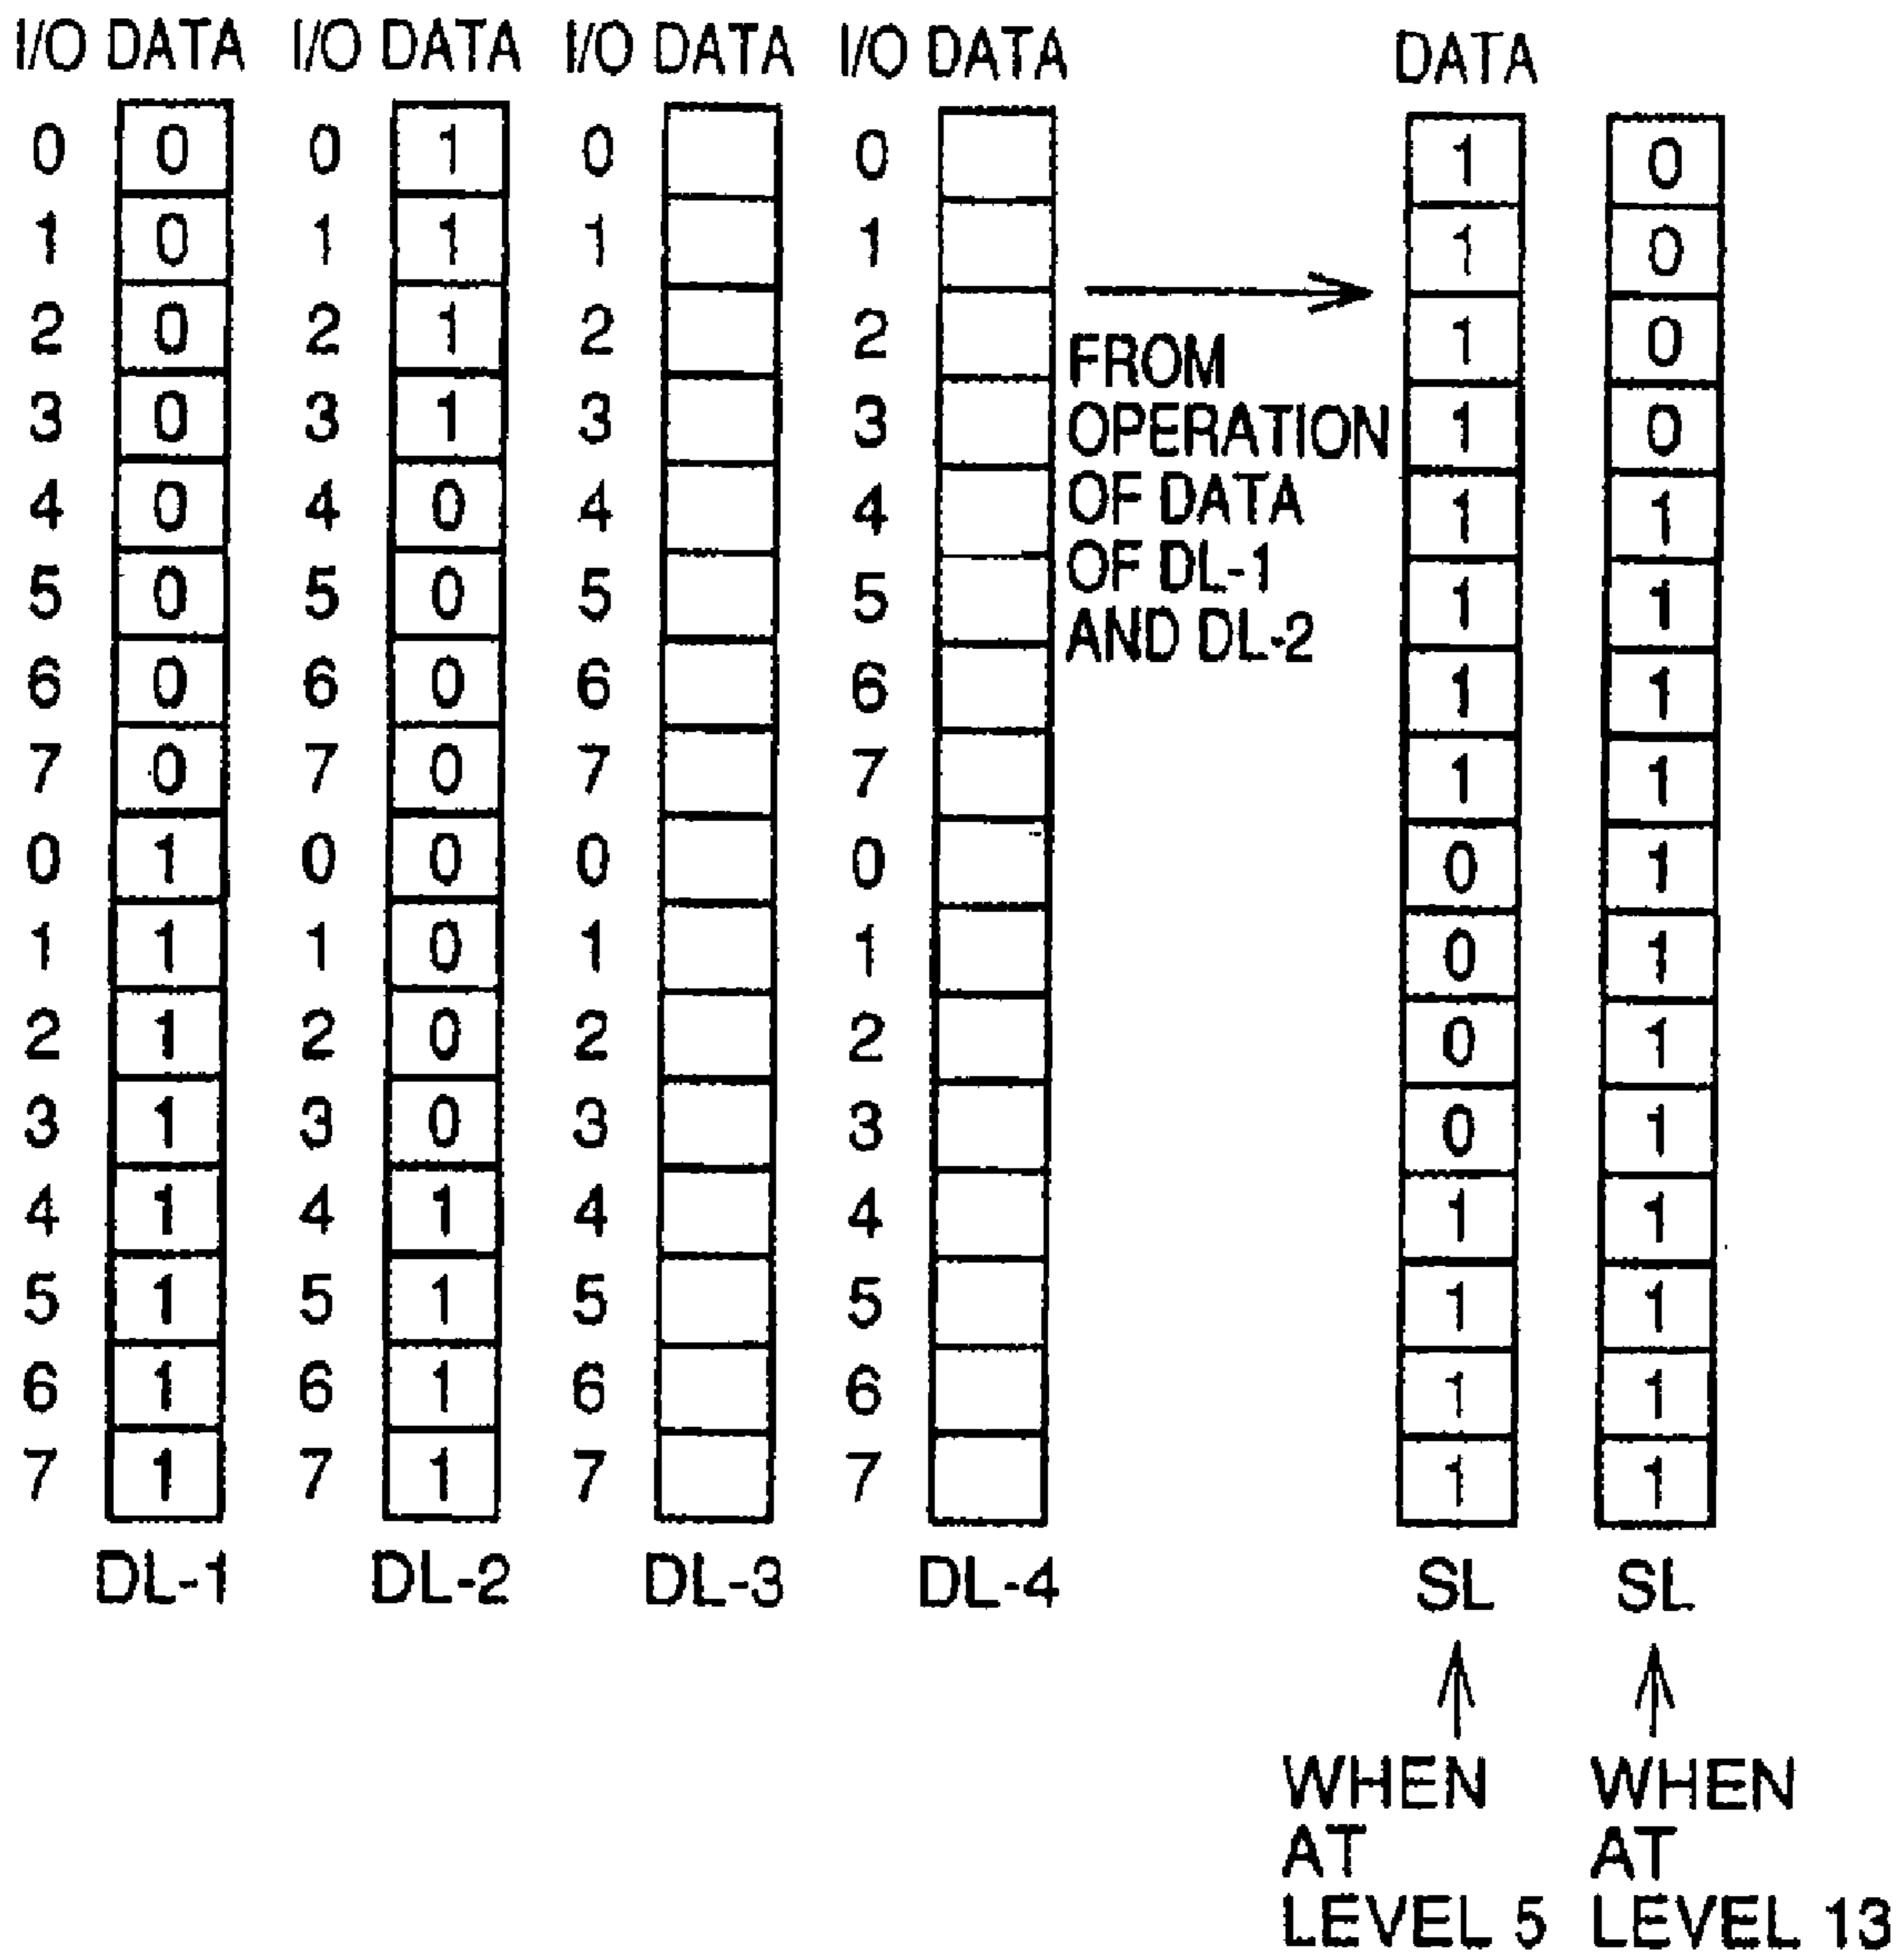 I/O DATA I/O DATA I/O DATA I/O DATA DATA
0 0 0 1 0 0 1 0
1 0 1 1 1 1 1 0
2 0 2 1 2 2 1 0
3 0 3 1 3 3 1 0
4 0 4 0 4 4 1 1
5 0 5 0 5 5 1 1
6 0 6 0 6 6 1 1
7 0 7 0 7 7 1 1
0 1 0 0 0 0 0 1
1 1 1 0 1 1 0 1
2 1 2 0 2 2 0 1
3 1 3 0 3 3 0 1
4 1 4 1 4 4 1 1
5 1 5 1 5 5 1 1
6 1 6 1 6 6 1 1
7 1 7 1 7 7 1 1
FROM
OPERATION
OF DATA
OF DL-1
AND DL-2
DL-1 DL-2 DL-3 DL-4 SL SL
WHEN
AT
LEVEL 5
WHEN
AT
LEVEL 13